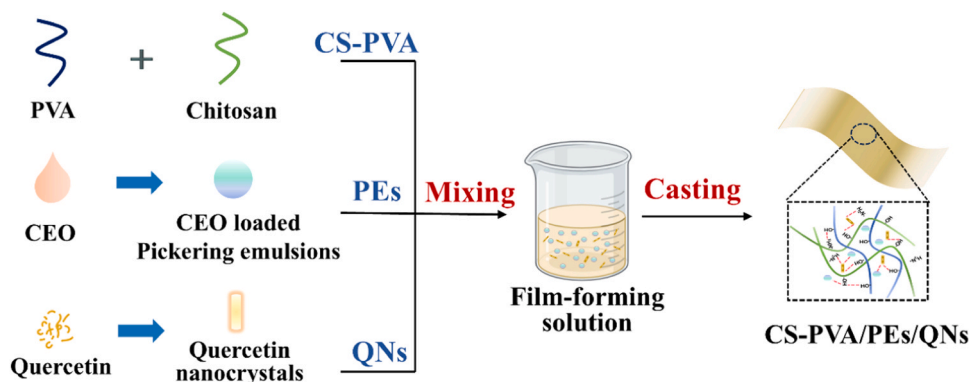 CS-PVA
+
PVA
Chitosan
PEs
Mixing
Casting
CEO
CEO loaded
Pickering emulsions
Film-forming
solution
Quercetin
Quercetin
nanocrystals
QNs
CS-PVA/PEs/QNs